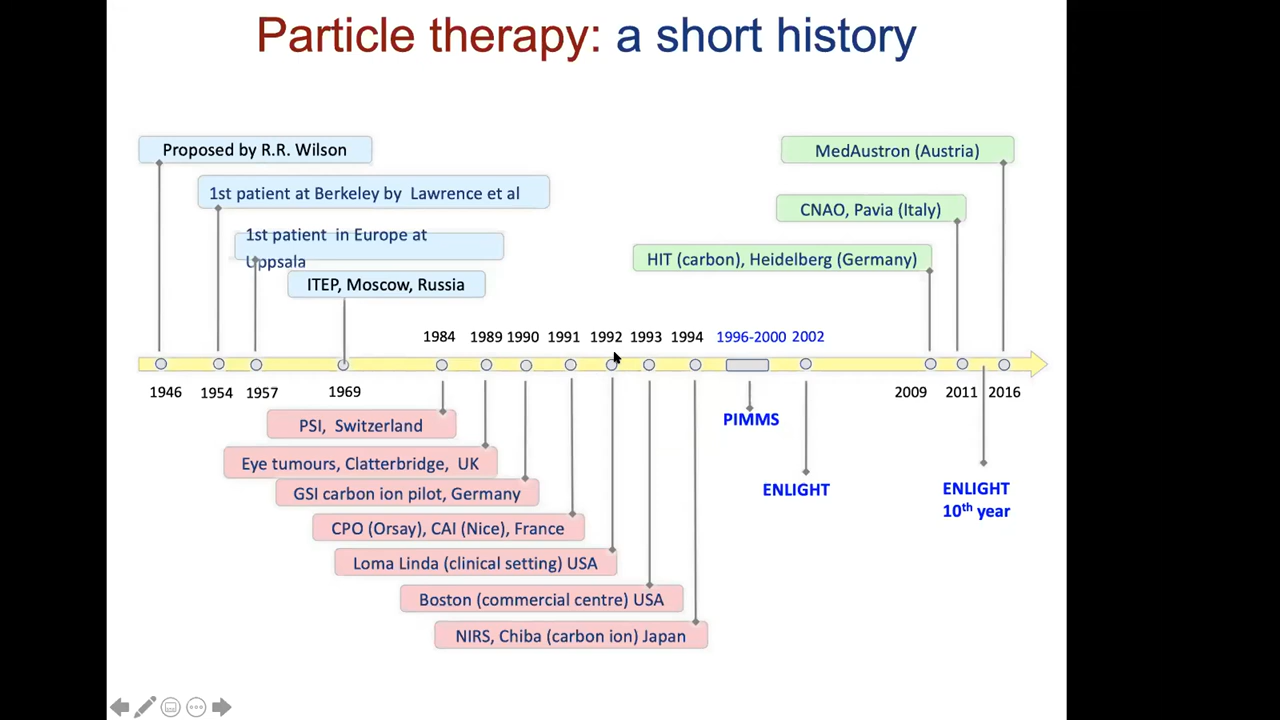 Particle therapy: a short history
Proposed by R.R. Wilson
MedAustron (Austria)
1st patient at Berkeley by Lawrence et al
CNAO, Pavia (Italy)
1st patient in Europe at
Uppsala
HIT (carbon), Heidelberg (Germany)
ITEP, Moscow, Russia
1984 1989 1990 1991 1992 1993 1994 1996-2000 2002
1946 1954 1957 1969 2009 2011 2016
PSI, Switzerland
PIMMS
Eye tumours, Clatterbridge, UK
GSI carbon ion pilot, Germany
ENLIGHT
ENLIGHT
10th year
CPO (Orsay), CAI (Nice), France
Loma Linda (clinical setting) USA
Boston (commercial centre) USA
NIRS, Chiba (carbon ion) Japan